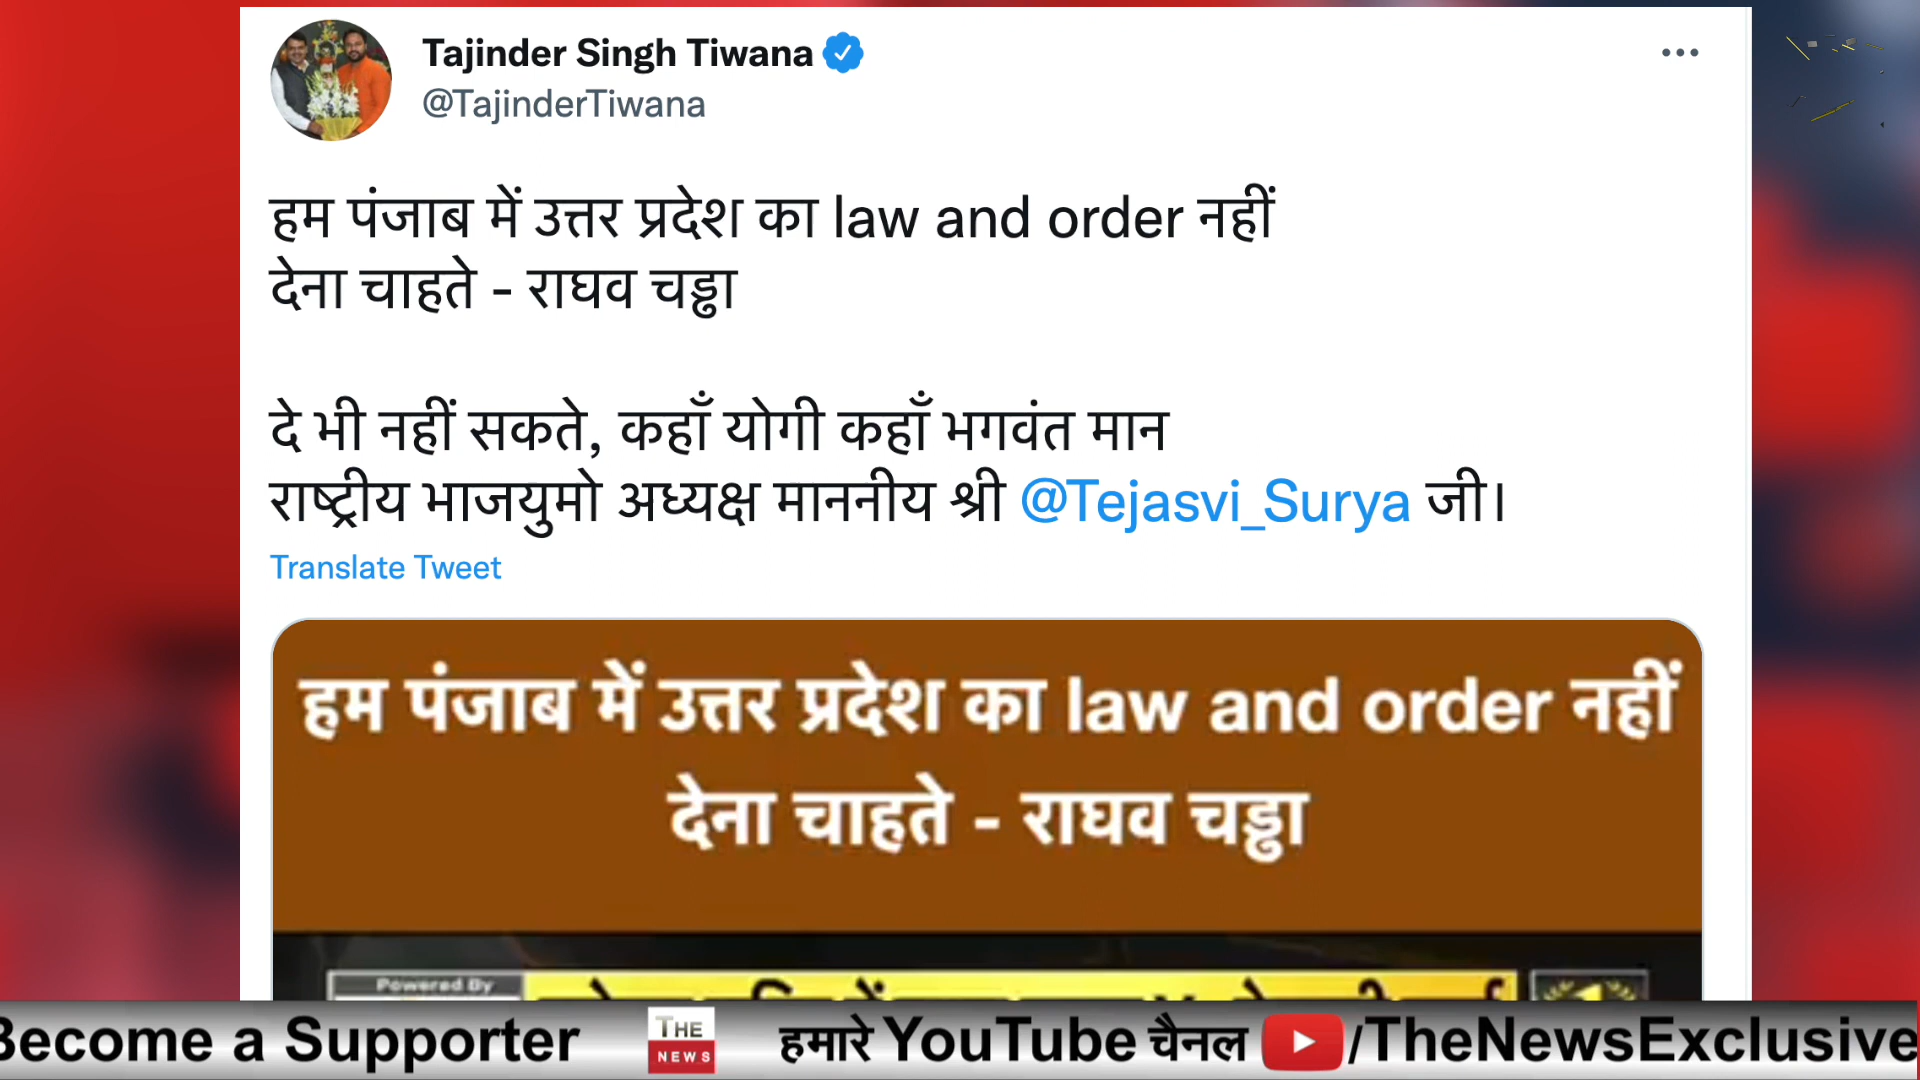 Tajinder Singh Tiwana
@TajinderTiwana
हम पंजाब में उत्तर प्रदेश का law and order नहीं
देना चाहते - राघव चड्ढा
दे भी नहीं सकते, कहाँ योगी कहाँ भगवंत मान
राष्ट्रीय भाजयुमो अध्यक्ष माननीय श्री @Tejasvi_Surya जी।
Translate Tweet
हम पंजाब में उत्तर प्रदेश का law and order नहीं
देना चाहते - राघव चड्ढा
Powered By
Become a Supporter THE NEWS हमारे YouTube चैनल /TheNewsExclusive